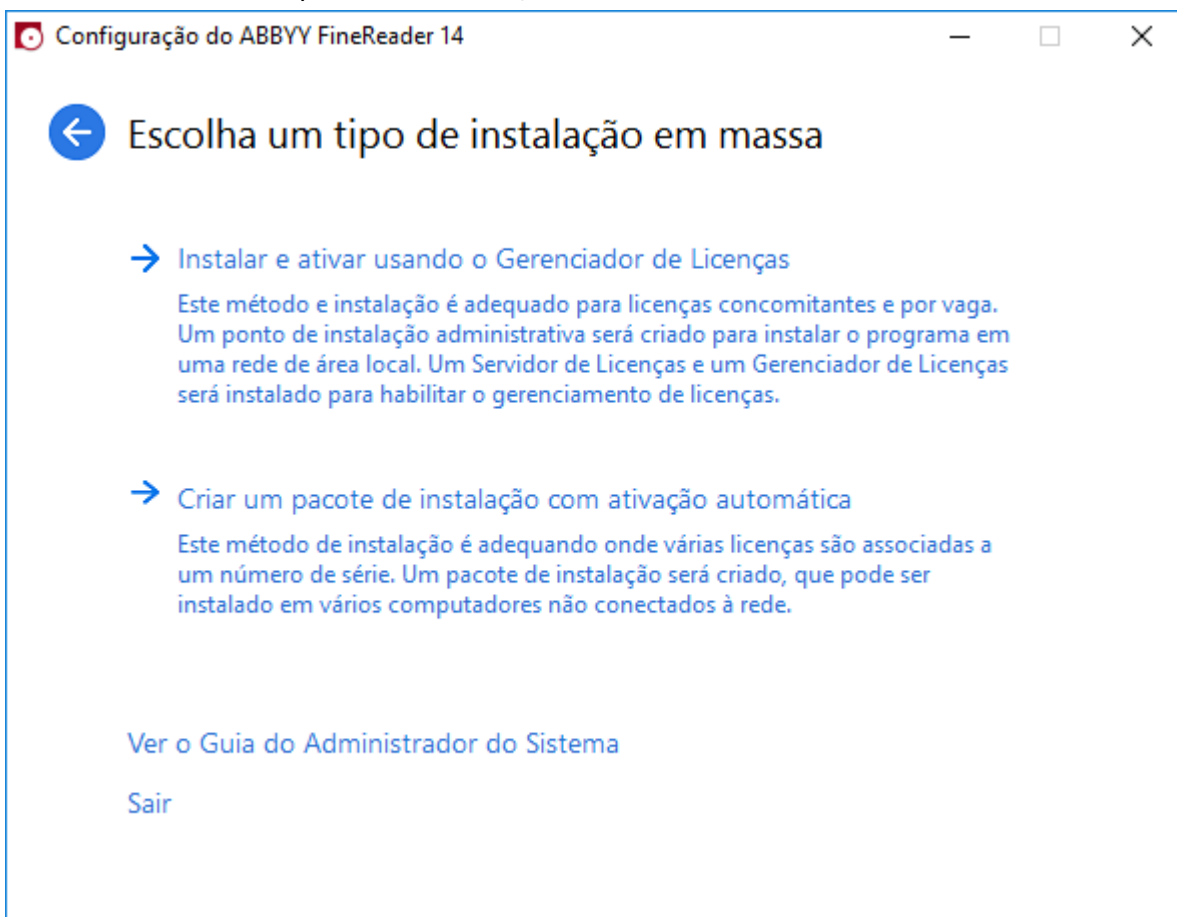 Configuração do ABBYY FineReader 14
Escolha um tipo de instalação em massa
Instalar e ativar usando o Gerenciador de Licenças
Este método e instalação é adequado para licenças concomitantes e por vaga.
Um ponto de instalação administrativa será criado para instalar o programa em
uma rede de área local. Um Servidor de Licenças e um Gerenciador de Licenças
será instalado para habilitar o gerenciamento de licenças.
Criar um pacote de instalação com ativação automática
Este método de instalação é adequando onde várias licenças são associadas a
um número de série. Um pacote de instalação será criado, que pode ser
instalado em vários computadores não conectados à rede.
Ver o Guia do Administrador do Sistema
Sair